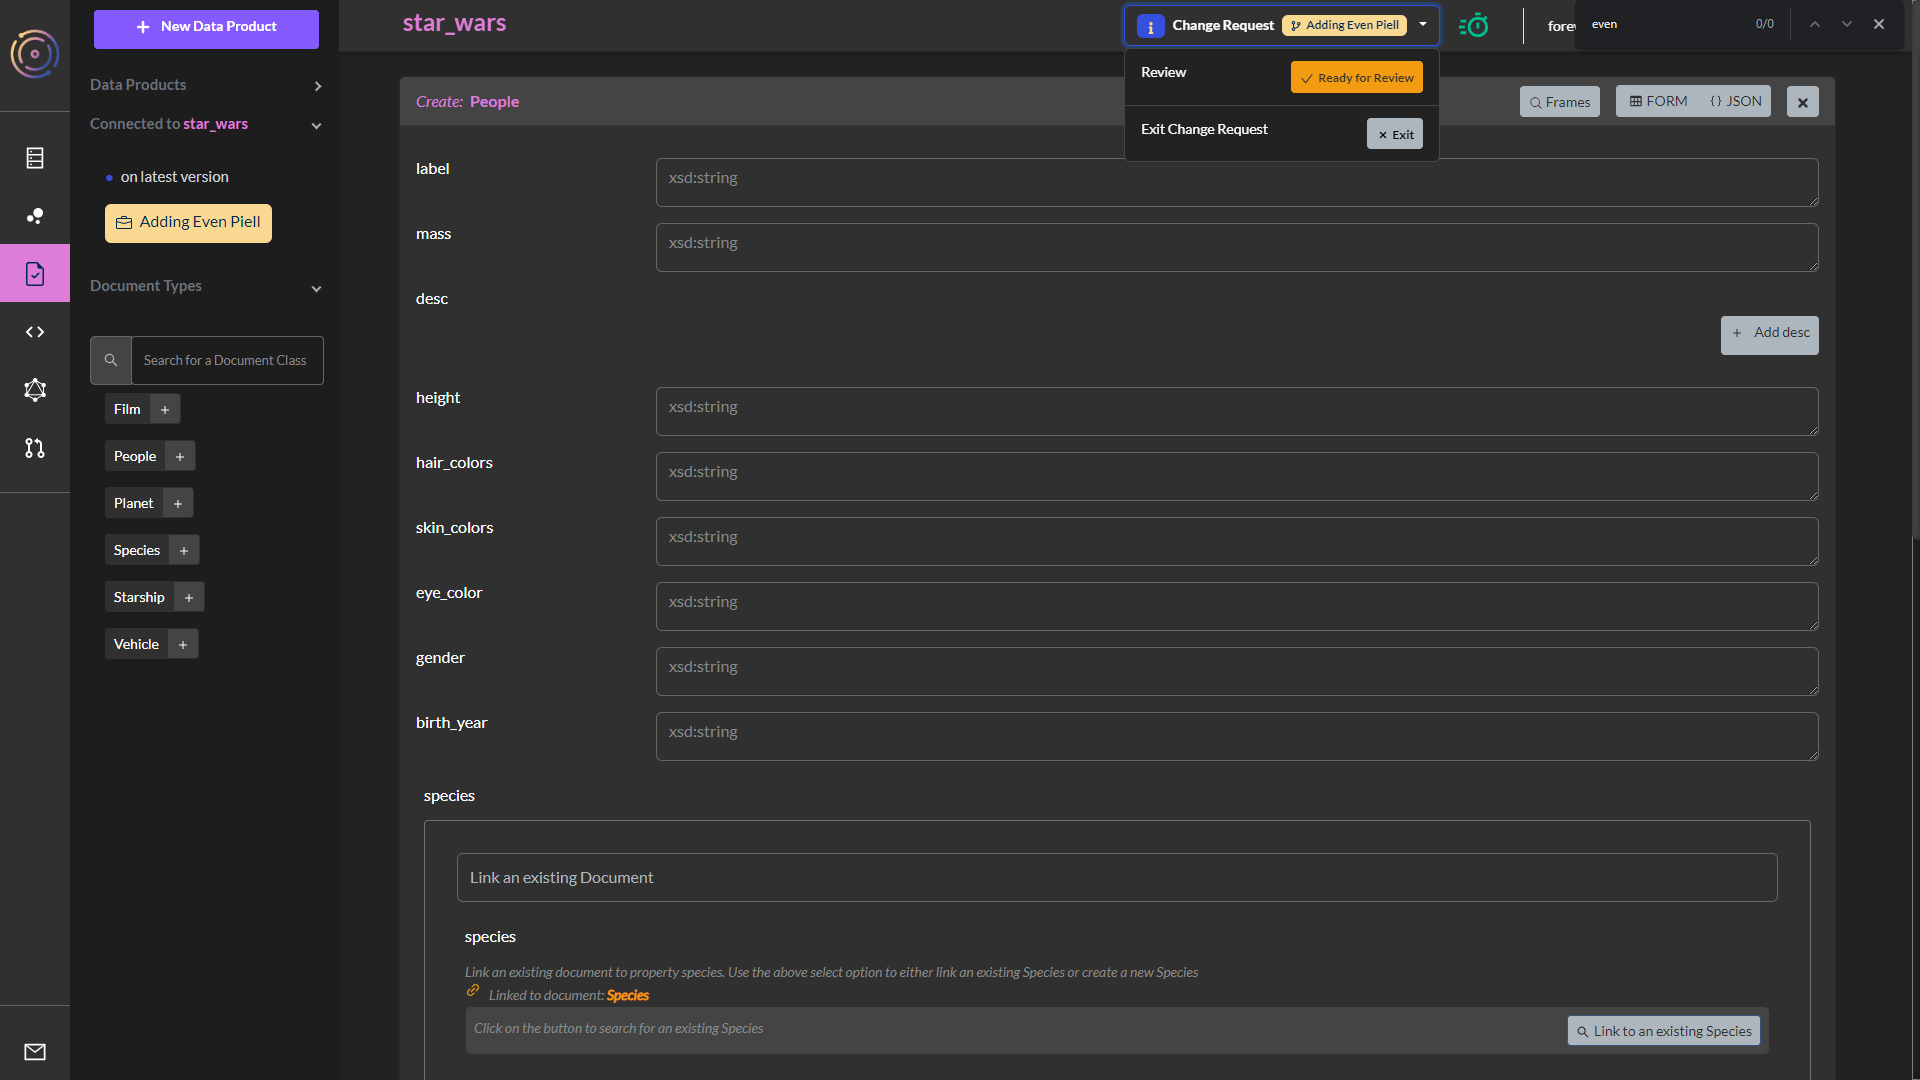 New Data Product
star_wars
Change Request
Adding Even Piell
even
0/0
Review
Ready for Review
Exit Change Request
Exit
Data Products
Connected to star_wars
on latest version
Adding Even Piell
Document Types
Search for a Document Class
Film
People
Planet
Species
Starship
Vehicle
Create: People
Frames
FORM
JSON
label
xsd:string
mass
xsd:string
desc
Add desc
height
xsd:string
hair_colors
xsd:string
skin_colors
xsd:string
eye_color
xsd:string
gender
xsd:string
birth_year
xsd:string
species
Link an existing Document
species
Link an existing document to property species. Use the above select option to either link an existing Species or create a new Species
Linked to document: Species
Click on the button to search for an existing Species
Link to an existing Species